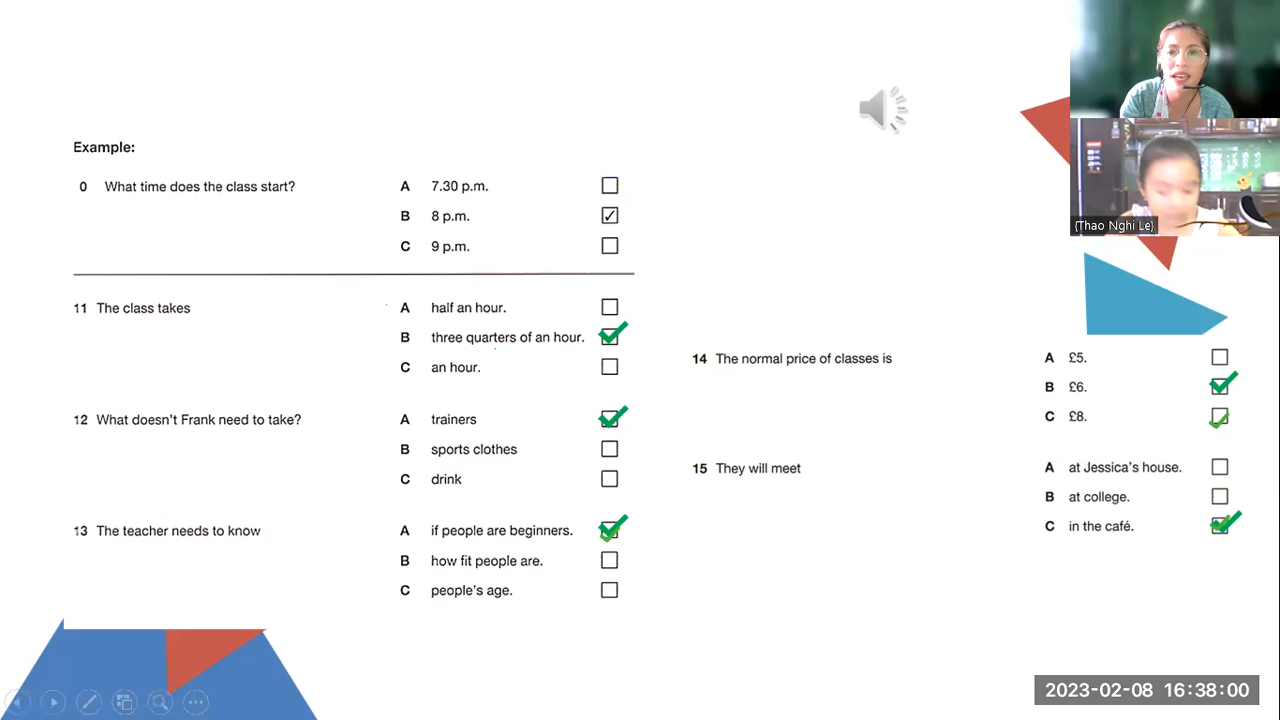 Example:
0 What time does the class start?
A 7.30 p.m.
B 8 p.m.
C 9 p.m.
11 The class takes
A half an hour.
B three quarters of an hour.
C an hour.
12 What doesn't Frank need to take?
A trainers
B sports clothes
C drink
13 The teacher needs to know
A if people are beginners.
B how fit people are.
C people's age.
14 The normal price of classes is
A £5.
B £6.
C £8.
15 They will meet
A at Jessica's house.
B at college.
C in the café.
{Thao Nghi Le}
2023-02-08 16:38:00